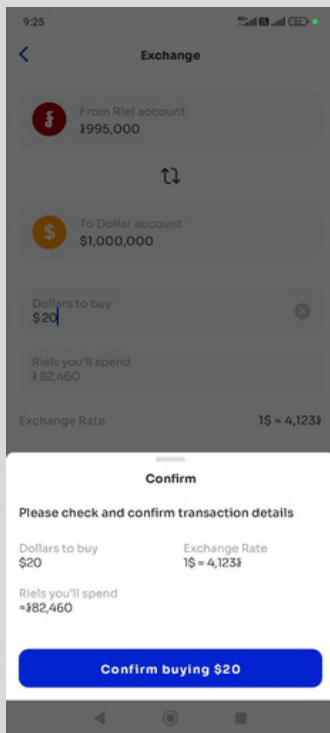 9:25
Exchange
From Riel account
៛995,000
To Dollar account
$1,000,000
Dollars to buy
$20
Riels you'll spend
៛82,460
Exchange Rate 1$ = 4,123៛
Confirm
Please check and confirm transaction details
Dollars to buy Exchange Rate
$20 1$ = 4,123៛
Riels you'll spend
≈៛82,460
Confirm buying $20